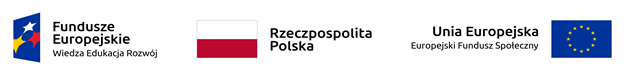 Fundusze
Europejskie
Wiedza Edukacja Rozwój
Rzeczpospolita
Polska
Unia Europejska
Europejski Fundusz Społeczny